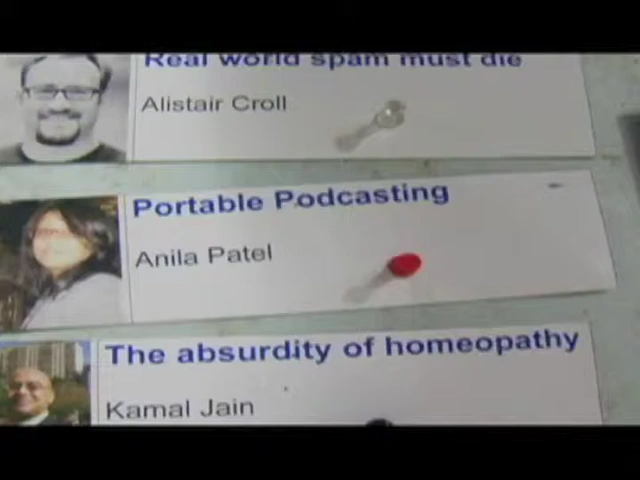 Real world spam must die
Alistair Croll
Portable Podcasting
Anila Patel
The absurdity of homeopathy
Kamal Jain